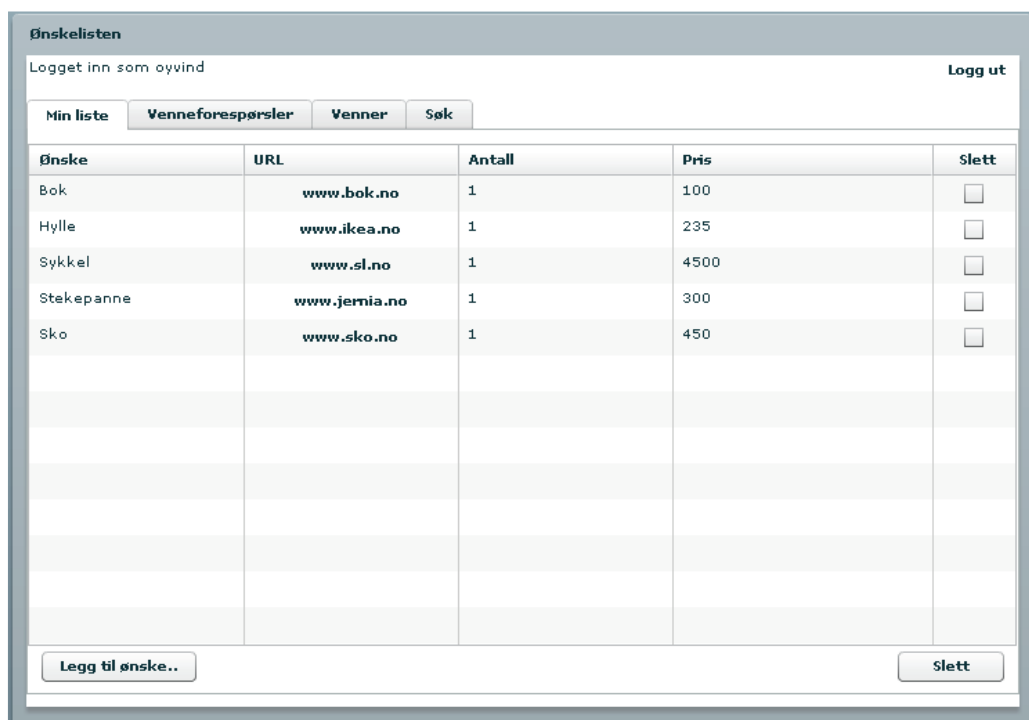 Ønskelisten
Logget inn som oyvind Logg ut
Min liste Venneforespørsler Venner Søk
Ønske URL Antall Pris Slett
Bok www.bok.no 1 100
Hylle www.ikea.no 1 235
Sykkel www.sl.no 1 4500
Stekepanne www.jernia.no 1 300
Sko www.sko.no 1 450
Legg til ønske.. Slett